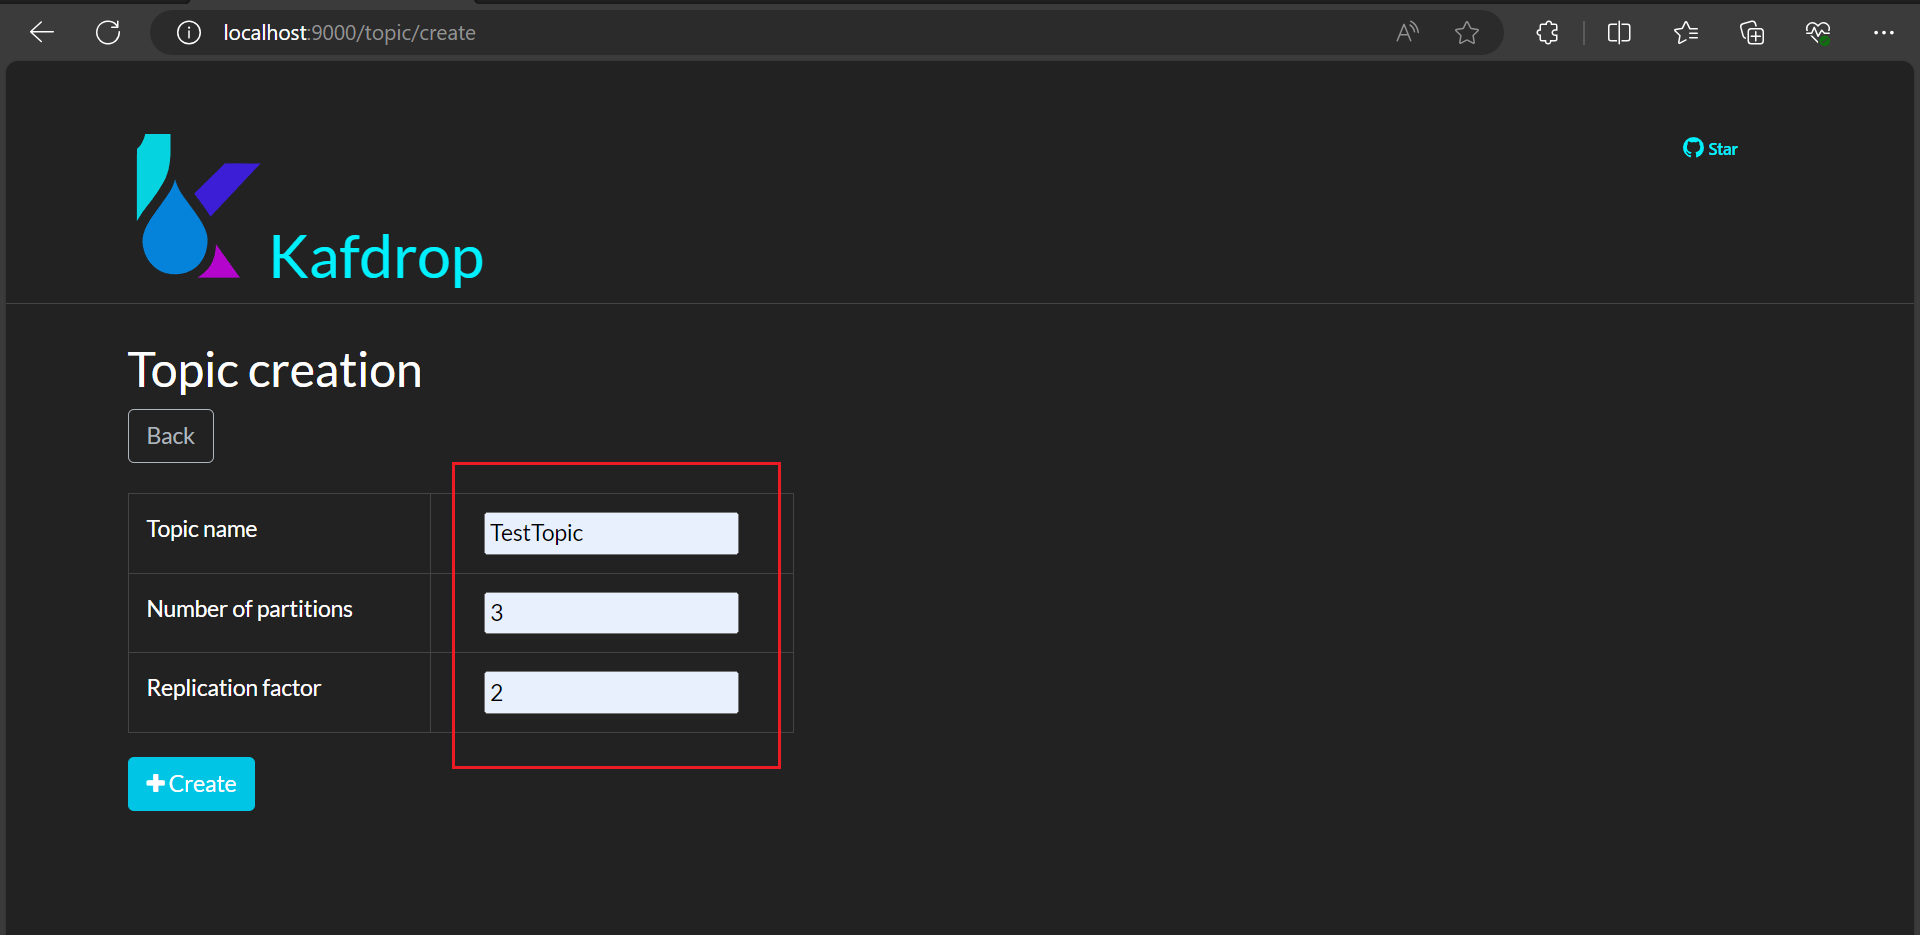 localhost:9000/topic/create
Star
Kafdrop
Topic creation
Back
Topic name TestTopic
Number of partitions 3
Replication factor 2
Create